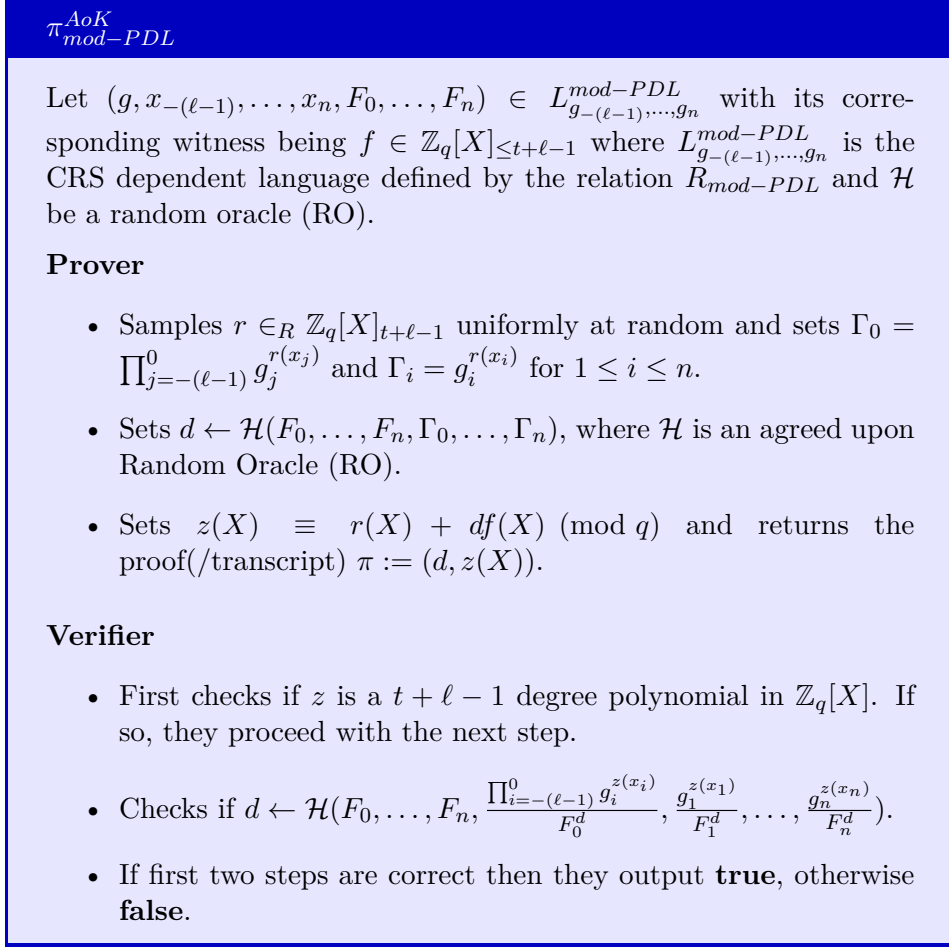 π^{AoK}_{mod−PDL}
Let (g, x_{−(ℓ−1)}, . . . , x_n, F_0, . . . , F_n) ∈ L^{mod−PDL}_{g_{−(ℓ−1)},...,g_n} with its corre-
sponding witness being f ∈ ℤ_q[X]_{≤t+ℓ−1} where L^{mod−PDL}_{g_{−(ℓ−1)},...,g_n} is the
CRS dependent language defined by the relation R_{mod−PDL} and ℋ
be a random oracle (RO).
Prover
• Samples r ∈_R ℤ_q[X]_{t+ℓ−1} uniformly at random and sets Γ_0 =
∏^0_{j=−(ℓ−1)} g_j^{r(x_j)} and Γ_i = g_i^{r(x_i)} for 1 ≤ i ≤ n.
• Sets d ← ℋ(F_0, . . . , F_n, Γ_0, . . . , Γ_n), where ℋ is an agreed upon
Random Oracle (RO).
• Sets z(X) ≡ r(X) + df(X) (mod q) and returns the
proof(/transcript) π := (d, z(X)).
Verifier
• First checks if z is a t + ℓ − 1 degree polynomial in ℤ_q[X]. If
so, they proceed with the next step.
• Checks if d ← ℋ(F_0, . . . , F_n, \frac{∏^0_{i=−(ℓ−1)} g_i^{z(x_i)}}{F_0^d}, \frac{g_1^{z(x_1)}}{F_1^d}, . . . , \frac{g_n^{z(x_n)}}{F_n^d}).
• If first two steps are correct then they output true, otherwise
false.